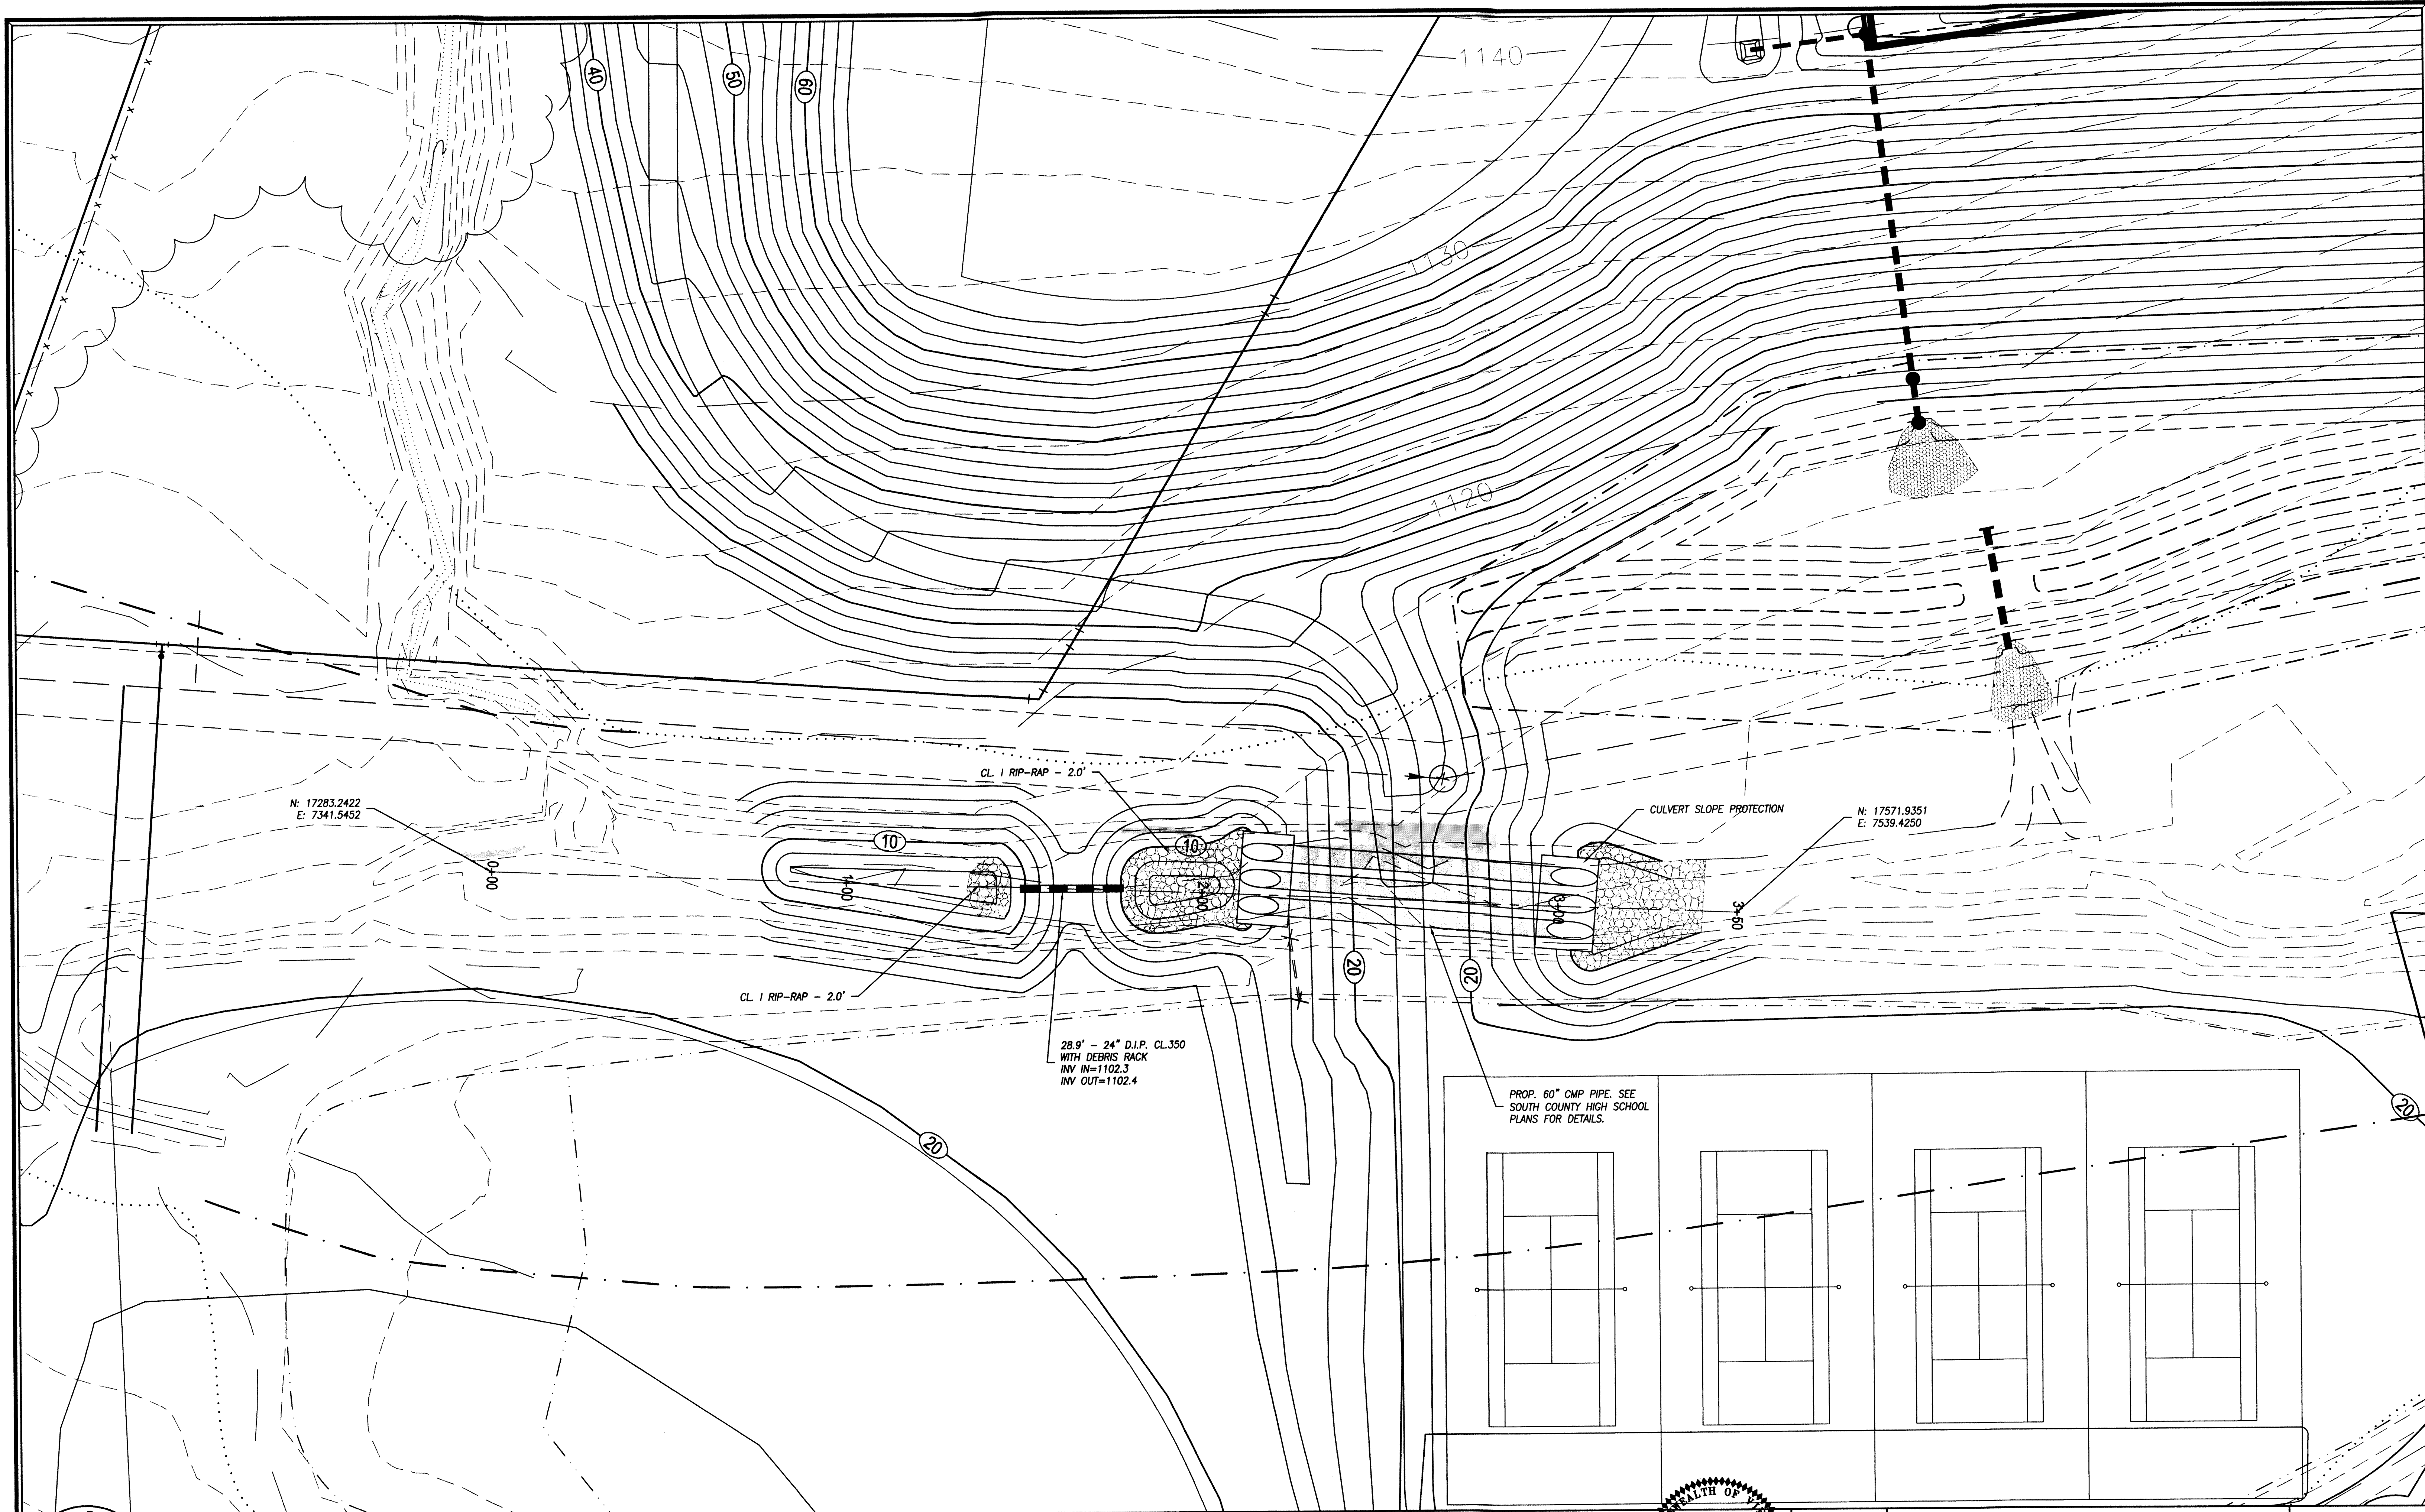 1140
40
50
60
1130
1120
CL. I RIP-RAP - 2.0'
N: 17283.2422
E: 7341.5452
CULVERT SLOPE PROTECTION
N: 17571.9351
E: 7539.4250
10
10
0+00
1+00
2+00
3+00
3+50
20
20
CL. I RIP-RAP - 2.0'
28.9' - 24" D.I.P. CL.350
WITH DEBRIS RACK
INV IN=1102.3
INV OUT=1102.4
PROP. 60" CMP PIPE. SEE
SOUTH COUNTY HIGH SCHOOL
PLANS FOR DETAILS.
20
20
EALTH OF VI